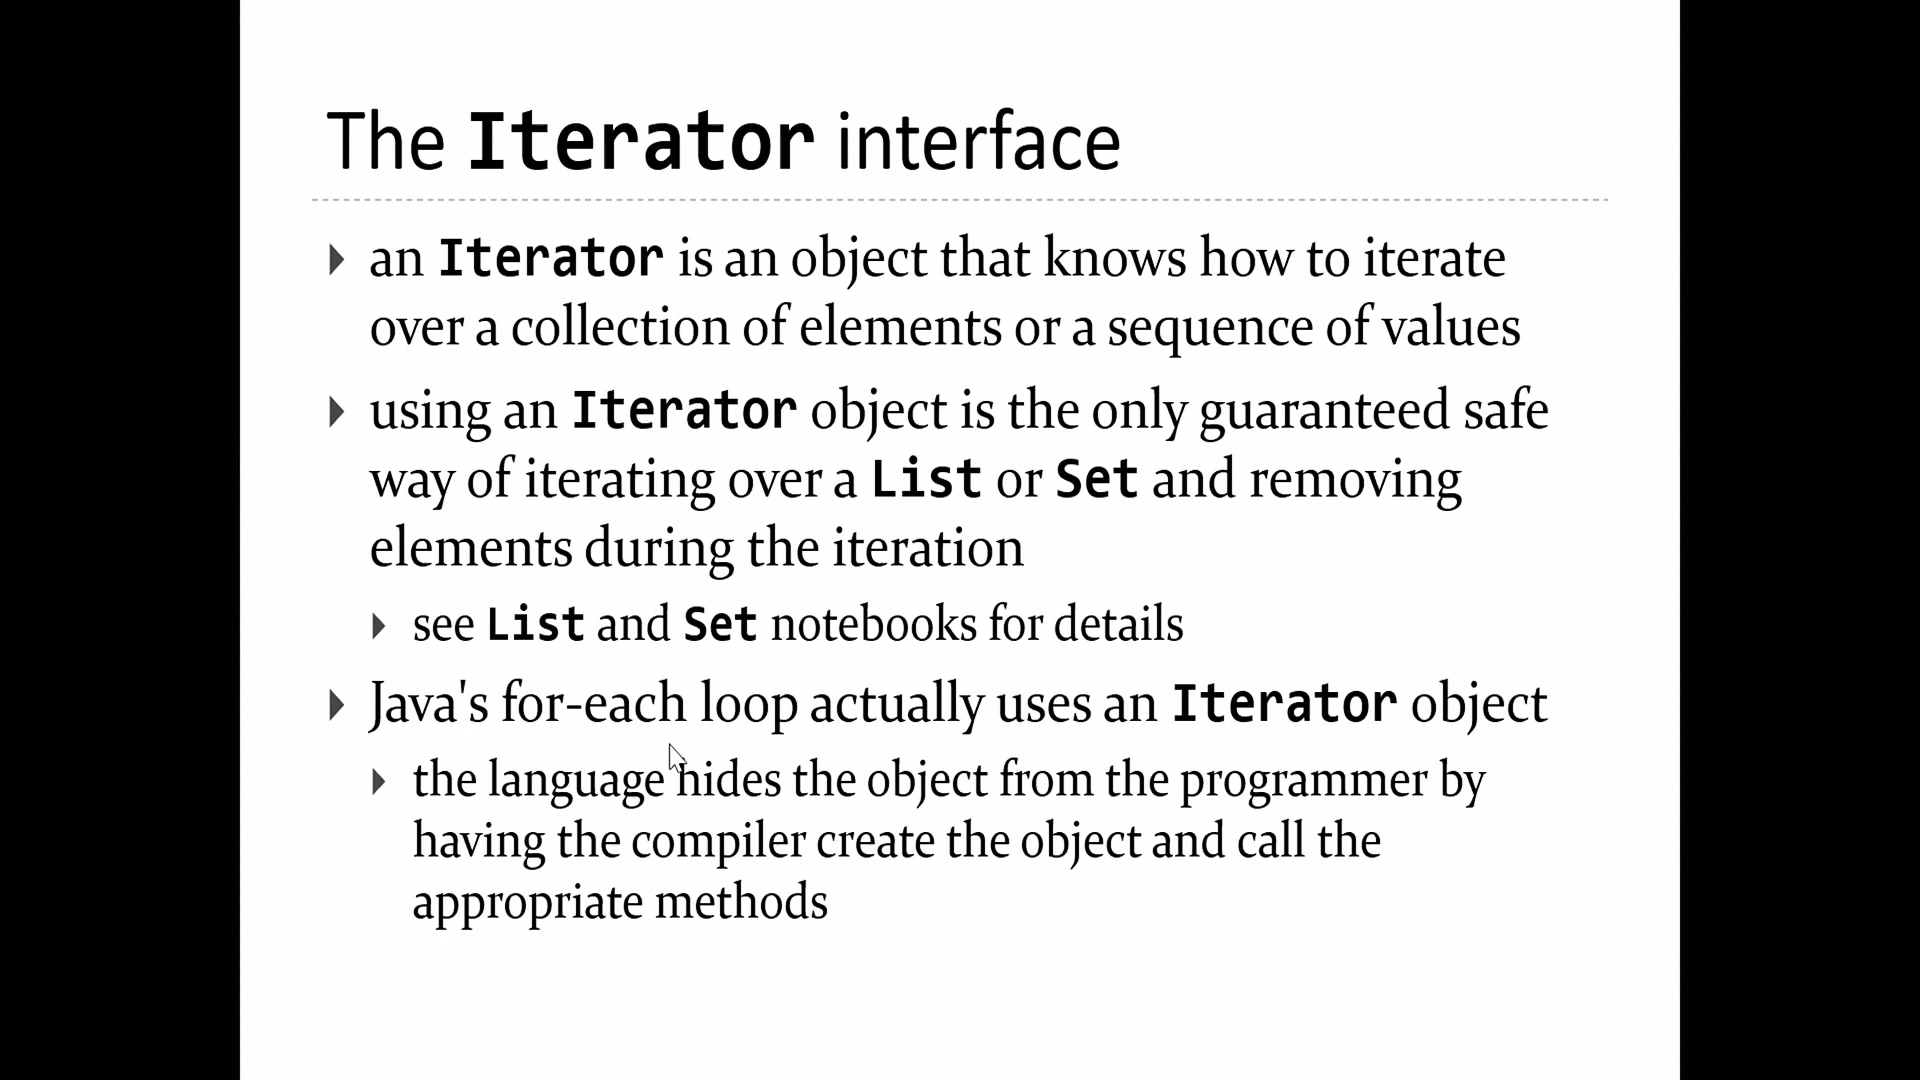 The Iterator interface
an Iterator is an object that knows how to iterate
over a collection of elements or a sequence of values
using an Iterator object is the only guaranteed safe
way of iterating over a List or Set and removing
elements during the iteration
see List and Set notebooks for details
Java's for-each loop actually uses an Iterator object
the language hides the object from the programmer by
having the compiler create the object and call the
appropriate methods